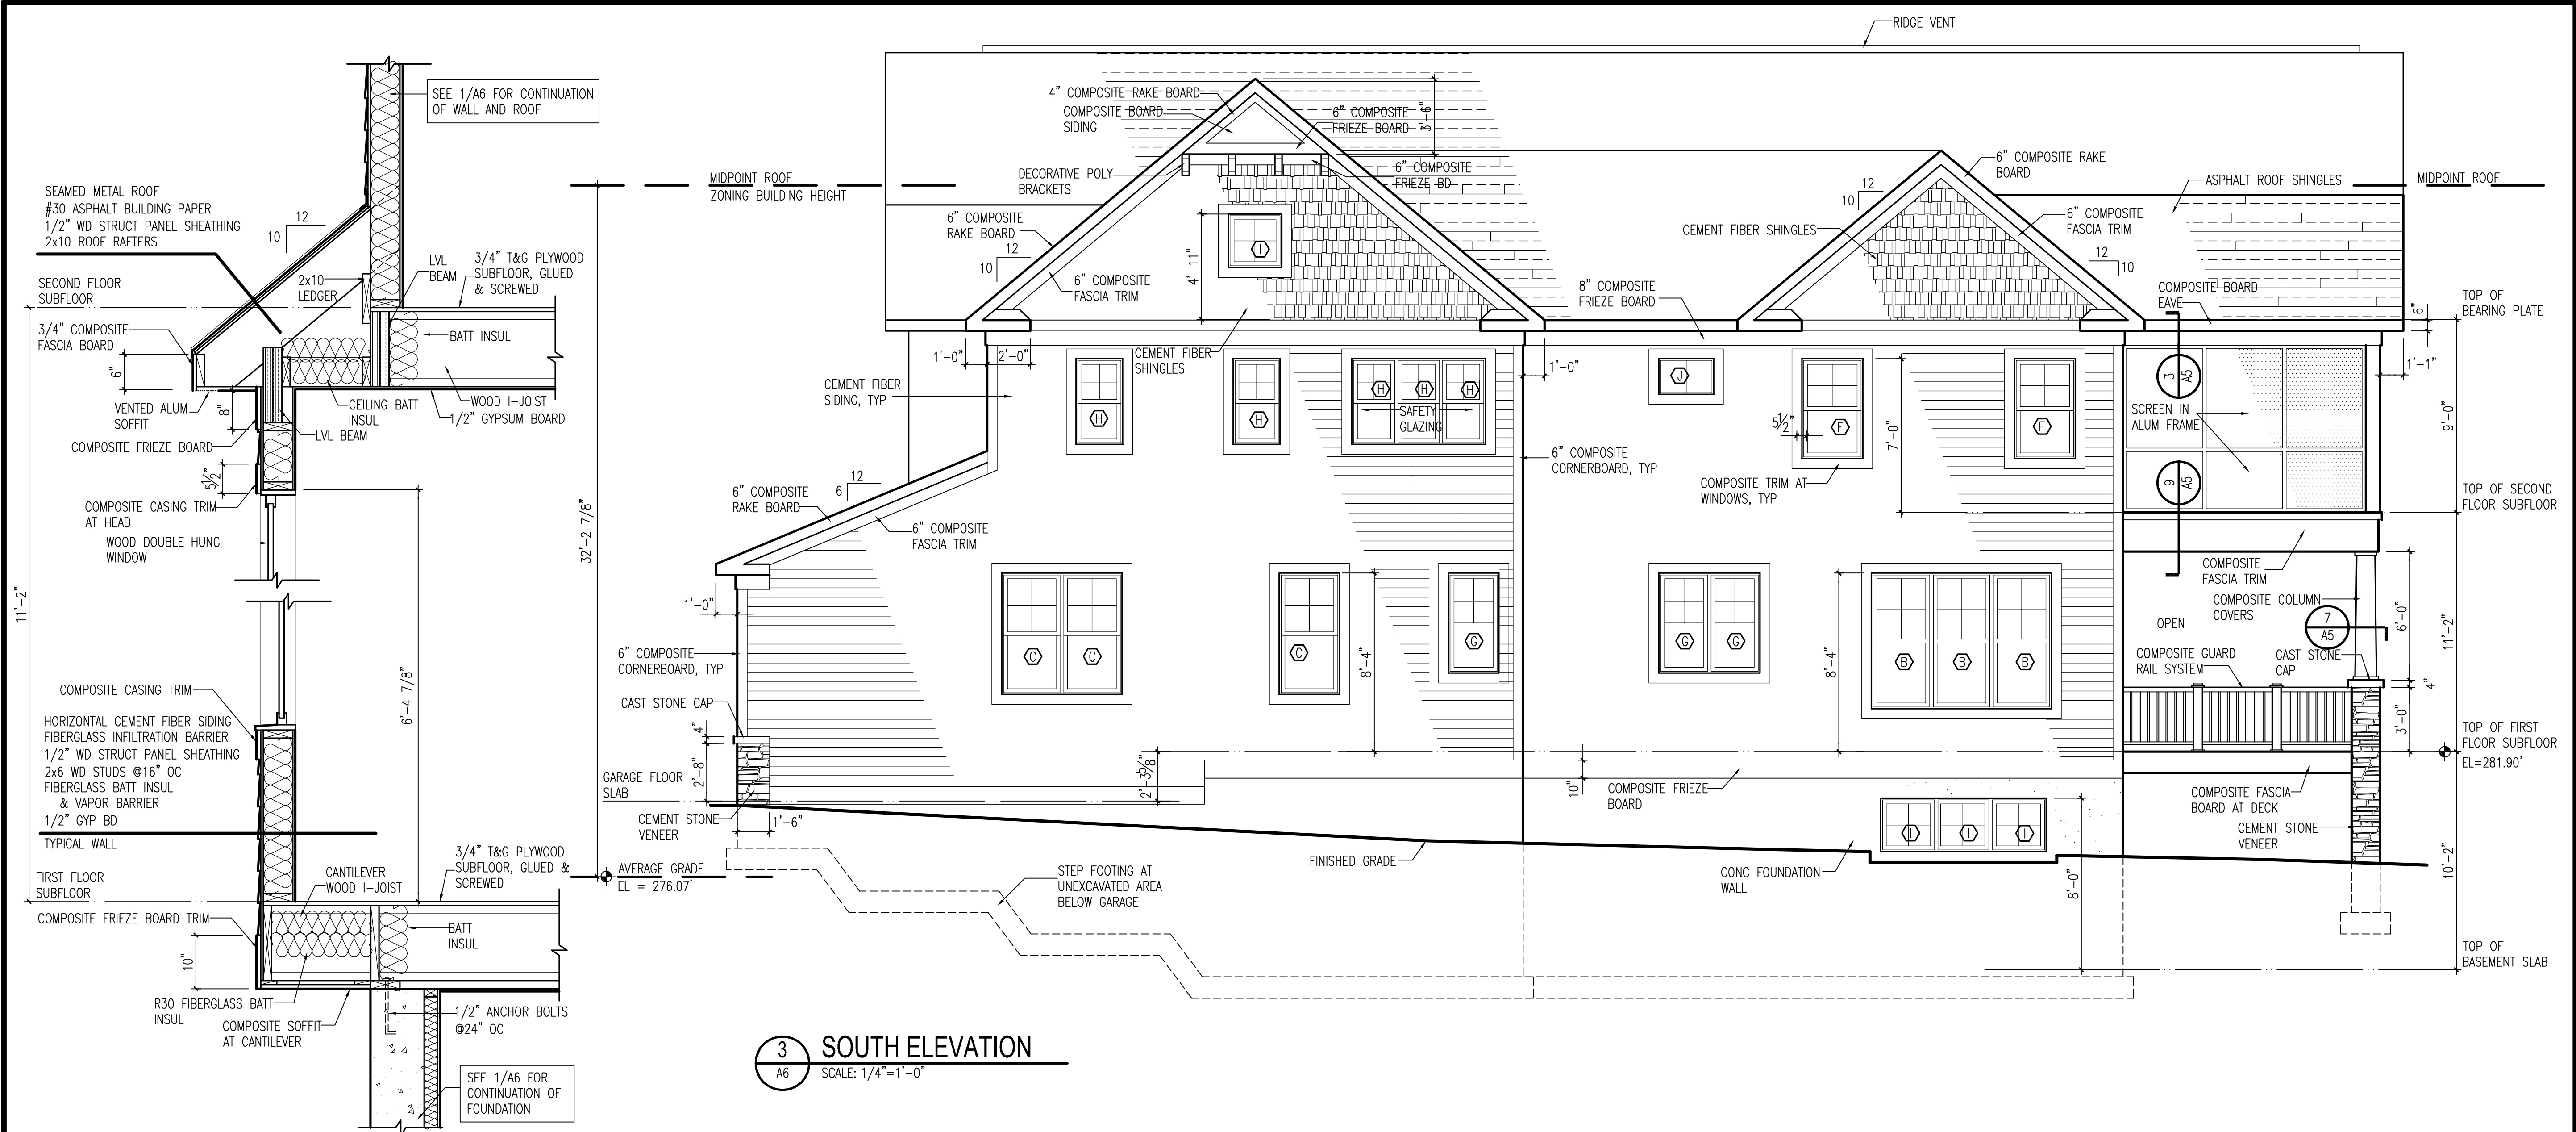 SEE 1/A6 FOR CONTINUATION
OF WALL AND ROOF
SEAMED METAL ROOF
#30 ASPHALT BUILDING PAPER
1/2" WD STRUCT PANEL SHEATHING
2x10 ROOF RAFTERS
12
10
SECOND FLOOR
SUBFLOOR
2x10
LEDGER
LVL
BEAM
3/4" T&G PLYWOOD
SUBFLOOR, GLUED
& SCREWED
3/4" COMPOSITE
FASCIA BOARD
6"
BATT INSUL
VENTED ALUM
SOFFIT
8"
CEILING BATT
INSUL
WOOD I-JOIST
1/2" GYPSUM BOARD
LVL BEAM
COMPOSITE FRIEZE BOARD
5 1/2"
COMPOSITE CASING TRIM
AT HEAD
WOOD DOUBLE HUNG
WINDOW
11'-2"
6'-4 7/8"
COMPOSITE CASING TRIM
HORIZONTAL CEMENT FIBER SIDING
FIBERGLASS INFILTRATION BARRIER
1/2" WD STRUCT PANEL SHEATHING
2x6 WD STUDS @16" OC
FIBERGLASS BATT INSUL
& VAPOR BARRIER
1/2" GYP BD
TYPICAL WALL
FIRST FLOOR
SUBFLOOR
CANTILEVER
WOOD I-JOIST
3/4" T&G PLYWOOD
SUBFLOOR, GLUED &
SCREWED
COMPOSITE FRIEZE BOARD TRIM
BATT
INSUL
10"
R30 FIBERGLASS BATT
INSUL
COMPOSITE SOFFIT
AT CANTILEVER
1/2" ANCHOR BOLTS
@24" OC
SEE 1/A6 FOR
CONTINUATION OF
FOUNDATION
RIDGE VENT
4" COMPOSITE RAKE BOARD
COMPOSITE BOARD
SIDING
6" COMPOSITE
FRIEZE BOARD
3'-6"
DECORATIVE POLY
BRACKETS
6" COMPOSITE
FRIEZE BD
MIDPOINT ROOF
ZONING BUILDING HEIGHT
6" COMPOSITE
RAKE BOARD
12
10
I
4'-11"
6" COMPOSITE
FASCIA TRIM
12
10
6" COMPOSITE RAKE
BOARD
ASPHALT ROOF SHINGLES
MIDPOINT ROOF
CEMENT FIBER SHINGLES
6" COMPOSITE
FASCIA TRIM
12
10
8" COMPOSITE
FRIEZE BOARD
COMPOSITE BOARD
EAVE
6"
TOP OF
BEARING PLATE
1'-0"
2'-0"
CEMENT FIBER
SHINGLES
1'-0"
1'-1"
CEMENT FIBER
SIDING, TYP
H
H
H
H
H
SAFETY
GLAZING
J
5 1/2"
F
7'-0"
F
3
A5
SCREEN IN
ALUM FRAME
9'-0"
6" COMPOSITE
CORNERBOARD, TYP
COMPOSITE TRIM AT
WINDOWS, TYP
9
A5
TOP OF SECOND
FLOOR SUBFLOOR
12
6
6" COMPOSITE
RAKE BOARD
6" COMPOSITE
FASCIA TRIM
32'-2 7/8"
COMPOSITE
FASCIA TRIM
COMPOSITE COLUMN
COVERS
7
A5
OPEN
6'-0"
11'-2"
1'-0"
6" COMPOSITE
CORNERBOARD, TYP
C
C
C
8'-4"
G
G
G
8'-4"
B
B
B
COMPOSITE GUARD
RAIL SYSTEM
CAST STONE
CAP
4"
3'-0"
CAST STONE CAP
4"
2'-8"
GARAGE FLOOR
SLAB
2'-3 5/8"
TOP OF FIRST
FLOOR SUBFLOOR
EL=281.90'
10"
COMPOSITE FRIEZE
BOARD
COMPOSITE FASCIA
BOARD AT DECK
CEMENT STONE
VENEER
1'-6"
I
I
I
CEMENT STONE
VENEER
AVERAGE GRADE
EL = 276.07'
STEP FOOTING AT
UNEXCAVATED AREA
BELOW GARAGE
FINISHED GRADE
CONC FOUNDATION
WALL
8'-0"
10'-2"
TOP OF
BASEMENT SLAB
3
A6
SOUTH ELEVATION
SCALE: 1/4"=1'-0"